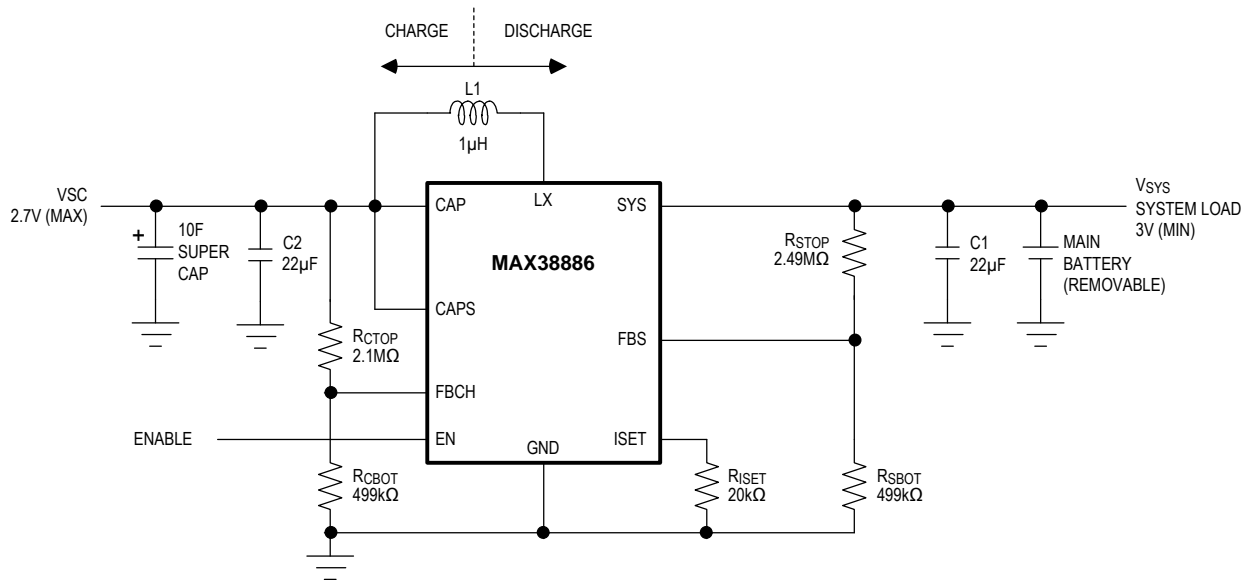 CHARGE
DISCHARGE
L1
1µH
VSC
2.7V (MAX)
CAP
LX
SYS
VSYS
SYSTEM LOAD
3V (MIN)
+
10F
SUPER
CAP
C2
22µF
MAX38886
RSTOP
2.49MΩ
C1
22µF
MAIN
BATTERY
(REMOVABLE)
CAPS
RCTOP
2.1MΩ
FBS
FBCH
ENABLE
EN
GND
ISET
RCBOT
499kΩ
RISET
20kΩ
RSBOT
499kΩ